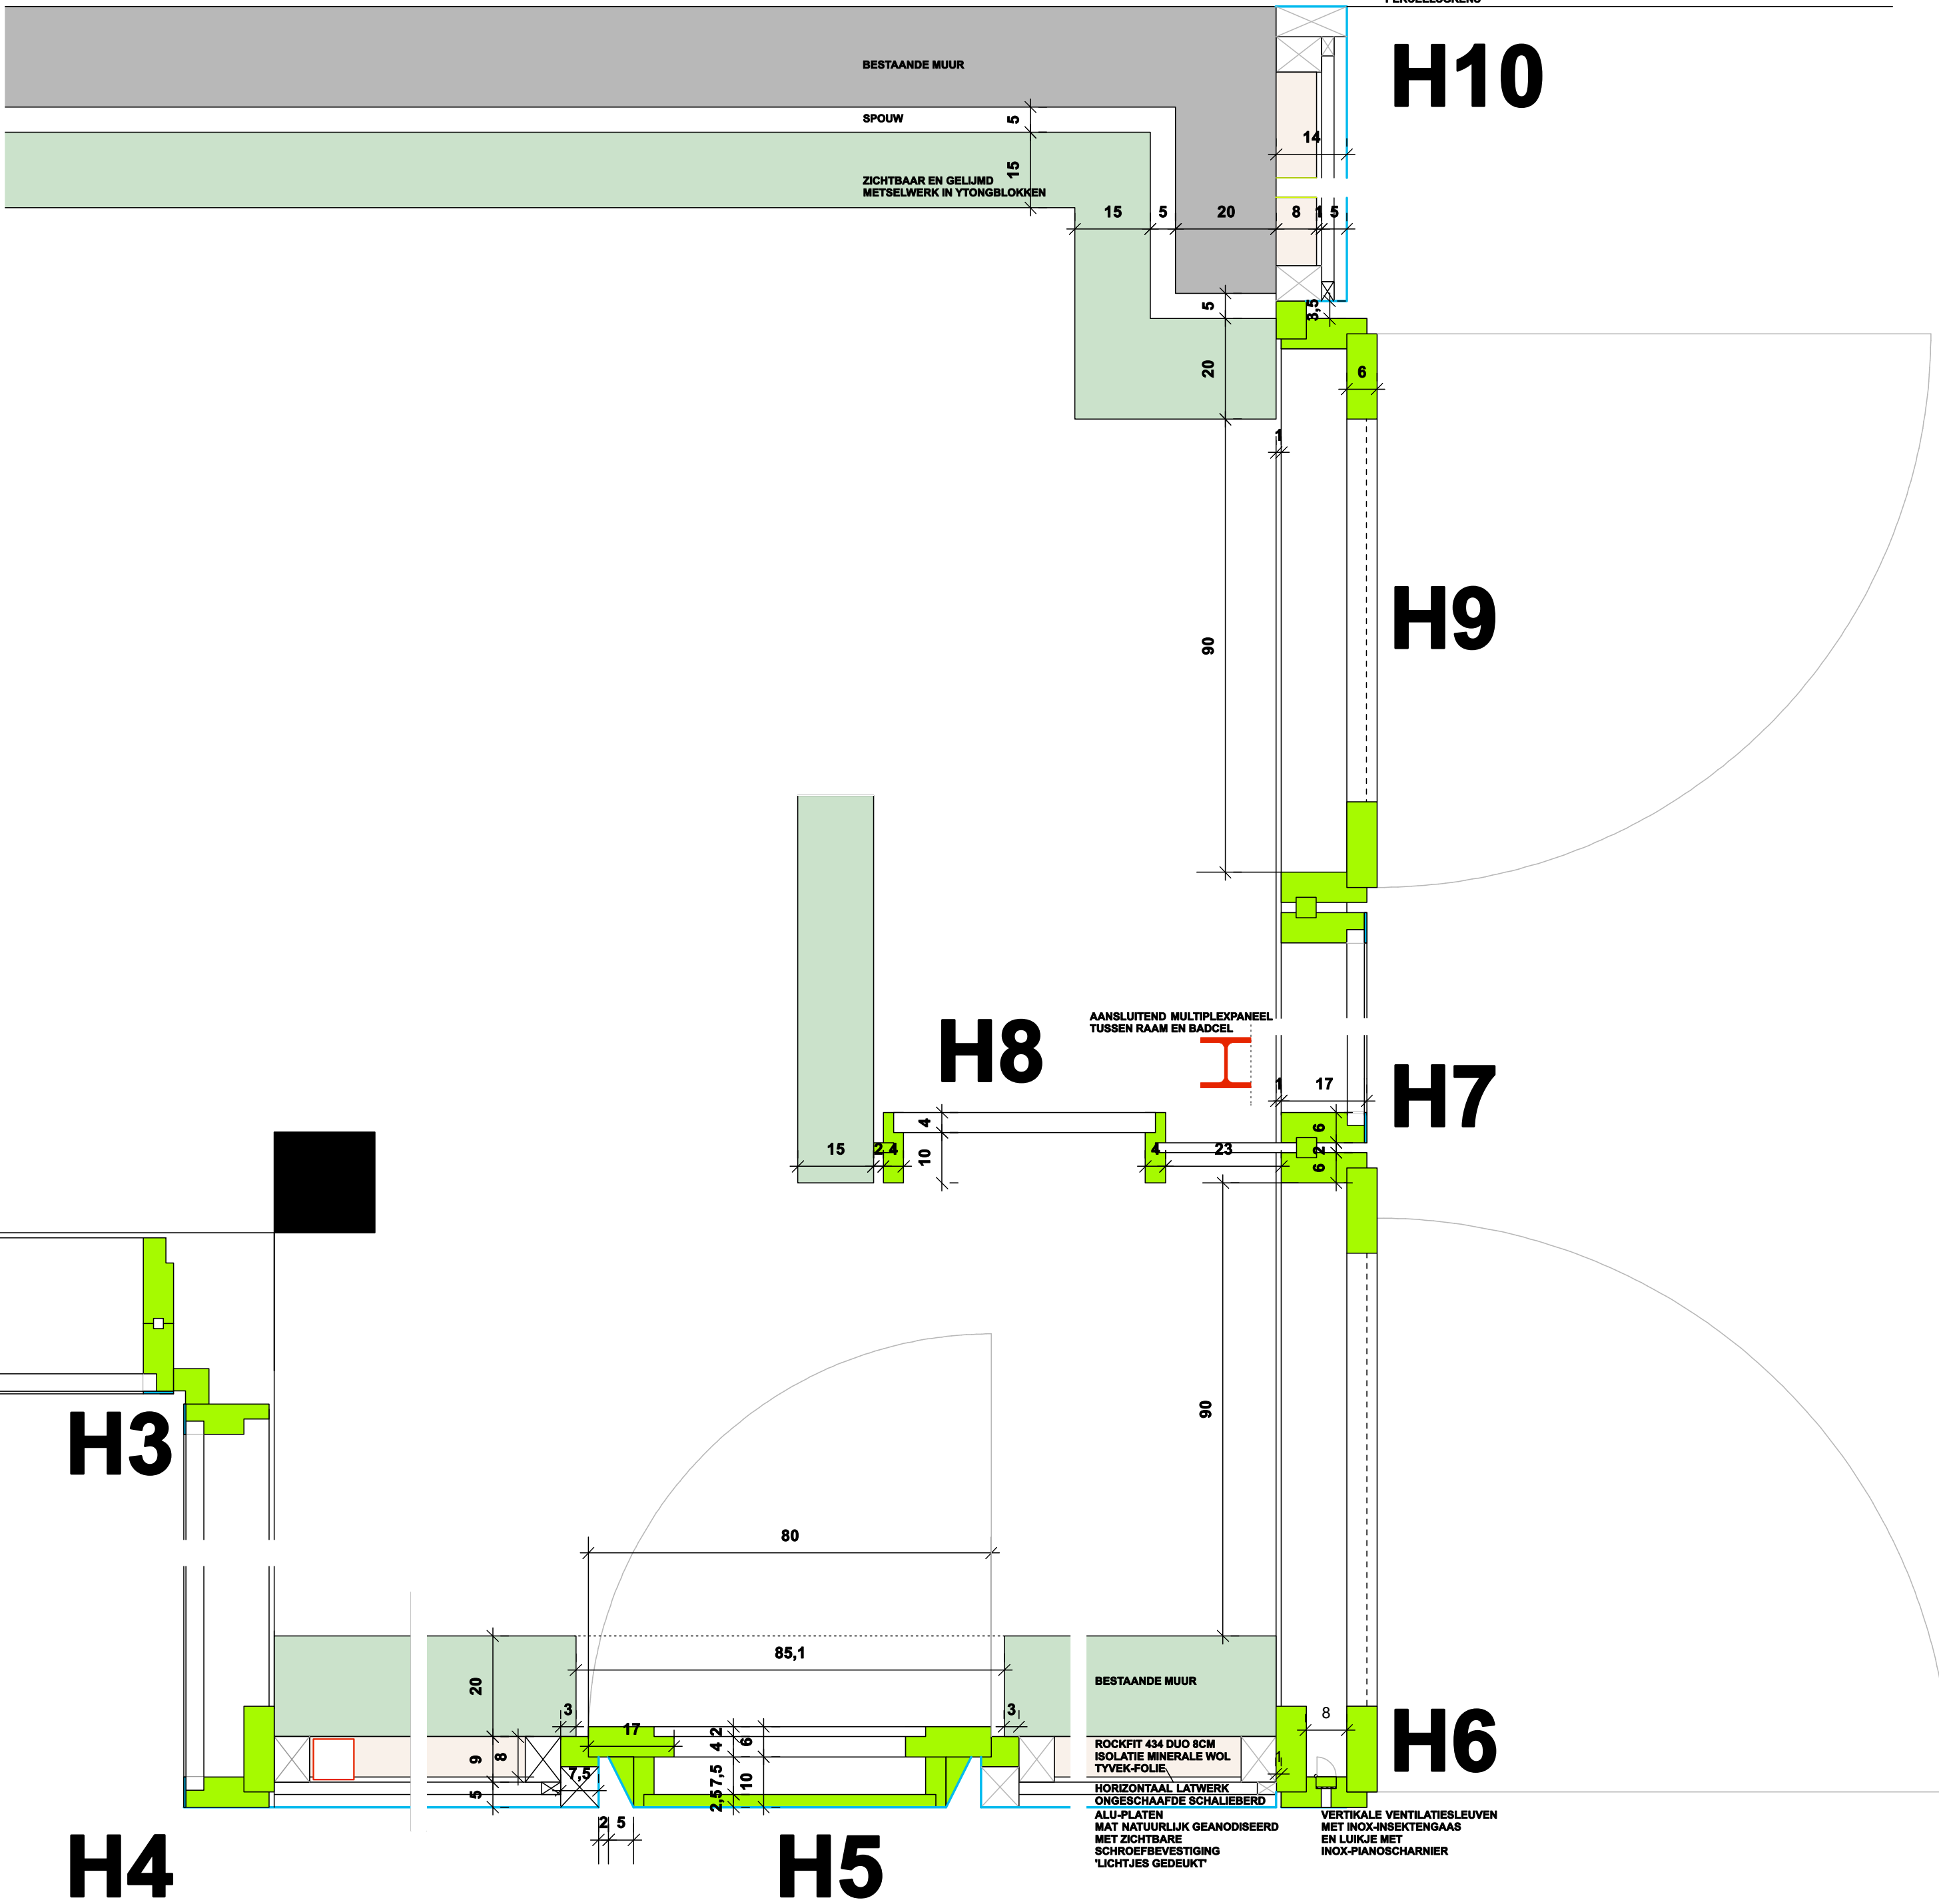 H10
BESTAANDE MUUR
SPOUW
5
15
ZICHTBAAR EN GELIJMD
METSELWERK IN YTONGBLOKKEN
14
15 5 20 8 1 5
5
3,5
20
6
1
90
H9
H8
AANSLUITEND MULTIPLEXPANEEL
TUSSEN RAAM EN BADCEL
H7
1 17
4
10
15 2 4
4 23
6
2
6
90
H3
80
85,1
20
3
17
3
9
8
5
7,5
2
4
7,5
2,5
6
10
2 5
BESTAANDE MUUR
8
1
H6
ROCKFIT 434 DUO 8CM
ISOLATIE MINERALE WOL
TYVEK-FOLIE
HORIZONTAAL LATWERK
ONGESCHAAFDE SCHALIEBERD
ALU-PLATEN
MAT NATUURLIJK GEANODISEERD
MET ZICHTBARE
SCHROEFBEVESTIGING
'LICHTJES GEDEUKT'
VERTIKALE VENTILATIESLEUVEN
MET INOX-INSEKTENGAAS
EN LUIKJE MET
INOX-PIANOSCHARNIER
H4
H5